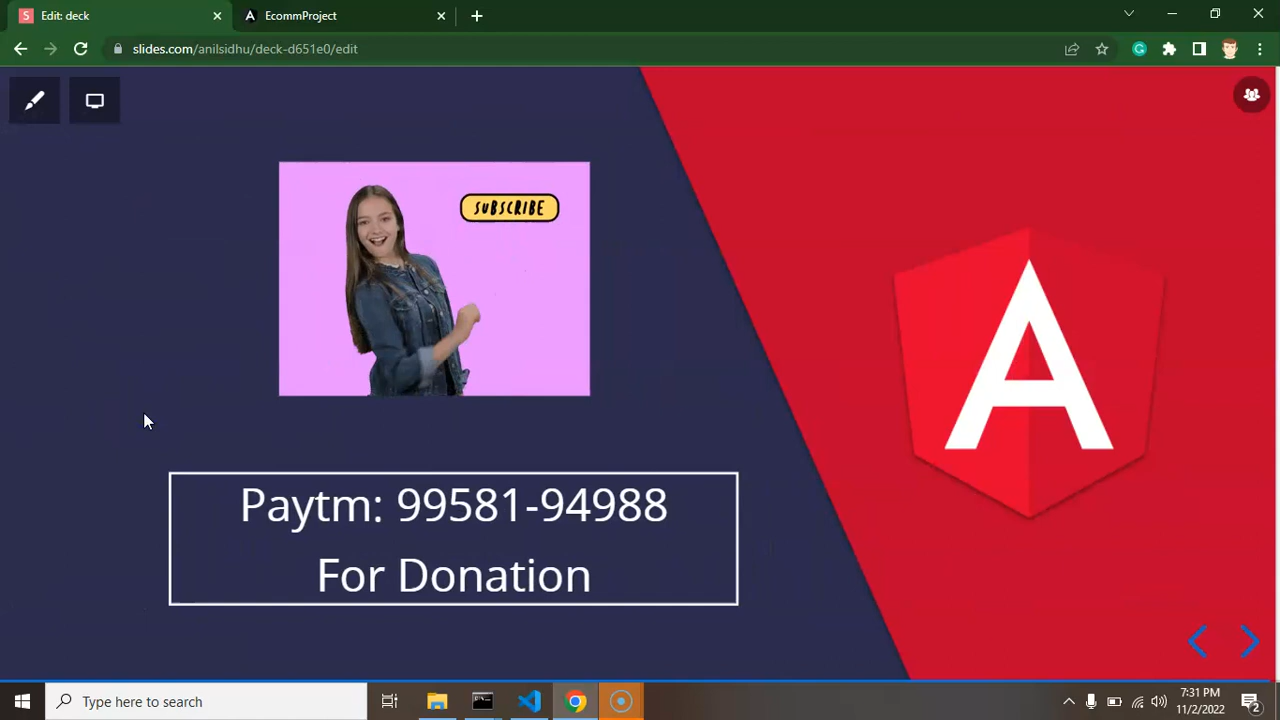 Edit: deck
EcommProject
slides.com/anilsidhu/deck-d651e0/edit
SUBSCRIBE
A
Paytm: 99581-94988
For Donation
Type here to search
7:31 PM
11/2/2022
2